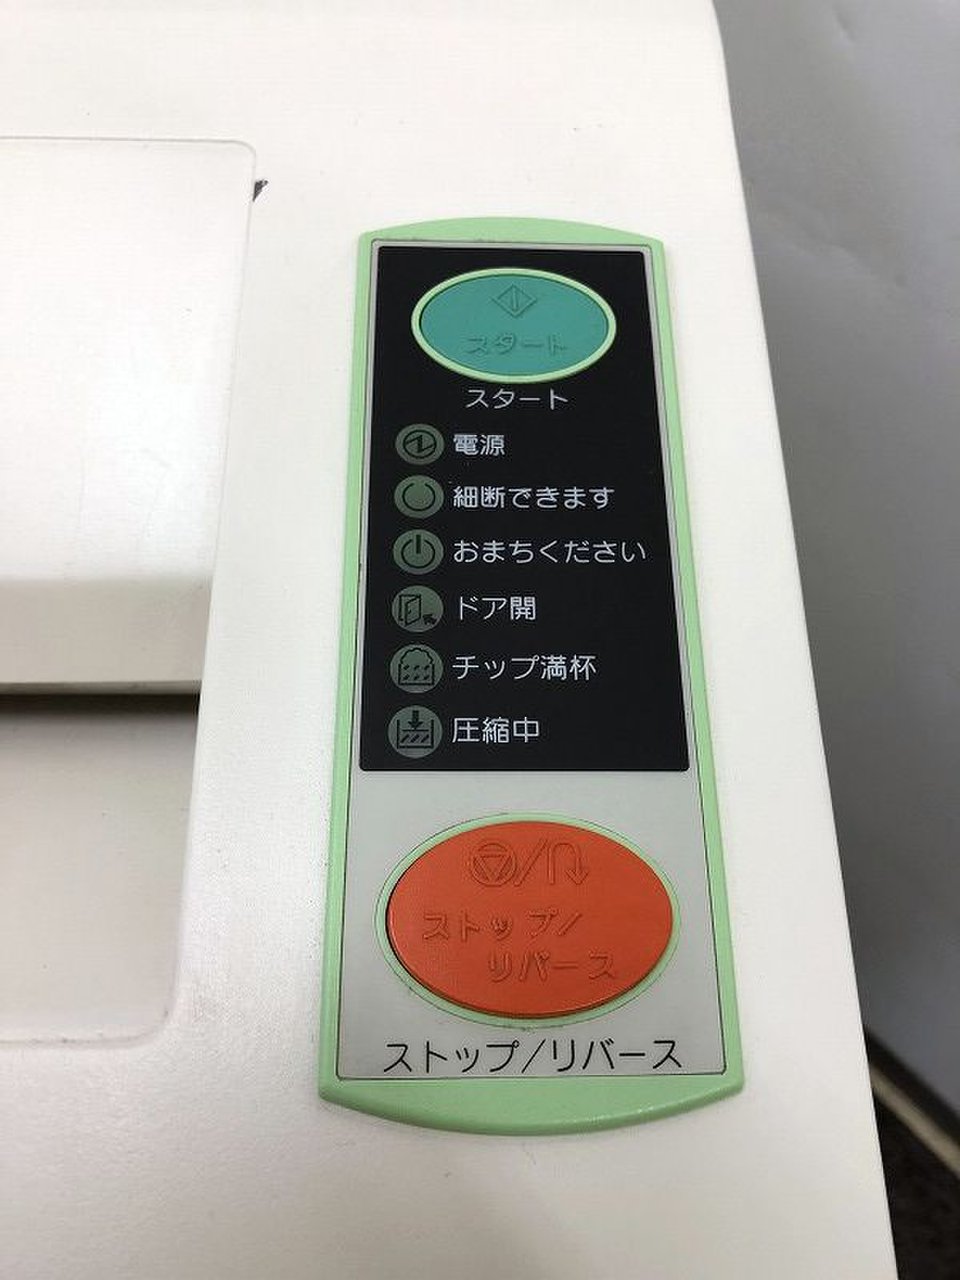 スタート
スタート
電源
細断できます
おまちください
ドア開
チップ満杯
圧縮中
ストップ/
リバース
ストップ/リバース